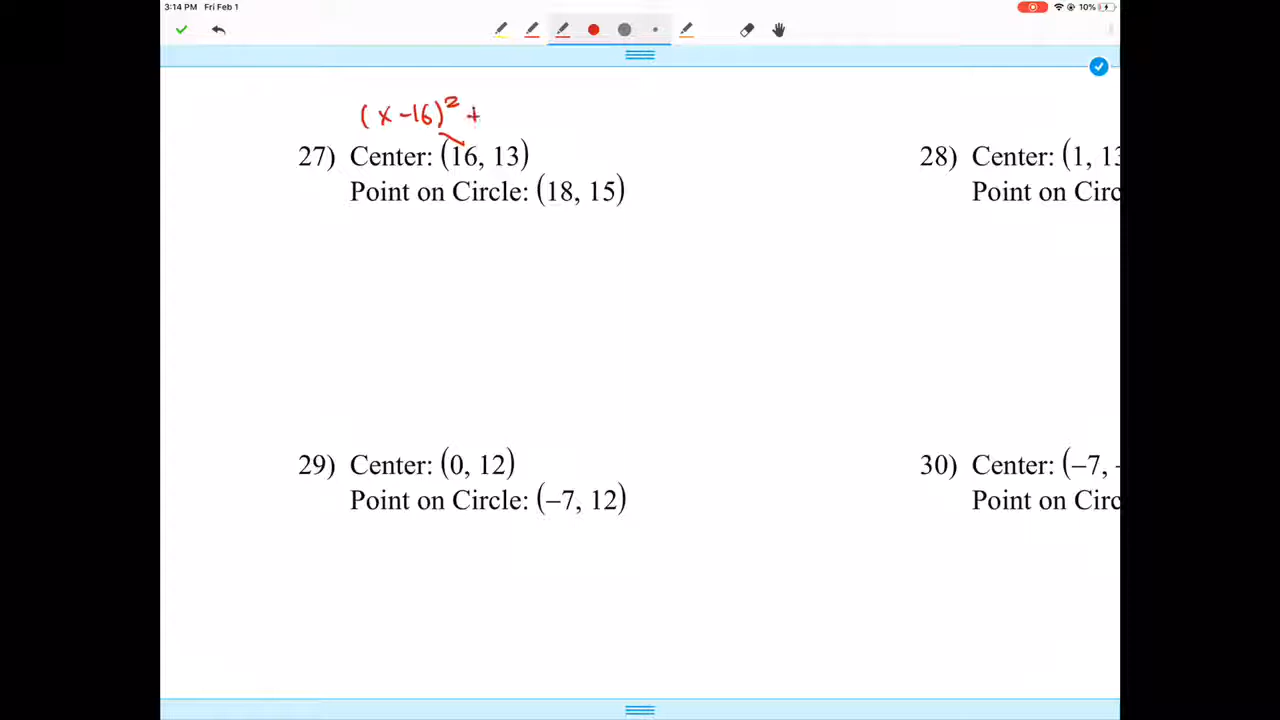 3:14 PM Fri Feb 1
10%
(x-16)² +
27) Center: (16, 13)
Point on Circle: (18, 15)
28) Center: (1, 13
Point on Circ
29) Center: (0, 12)
Point on Circle: (–7, 12)
30) Center: (–7, -
Point on Circ